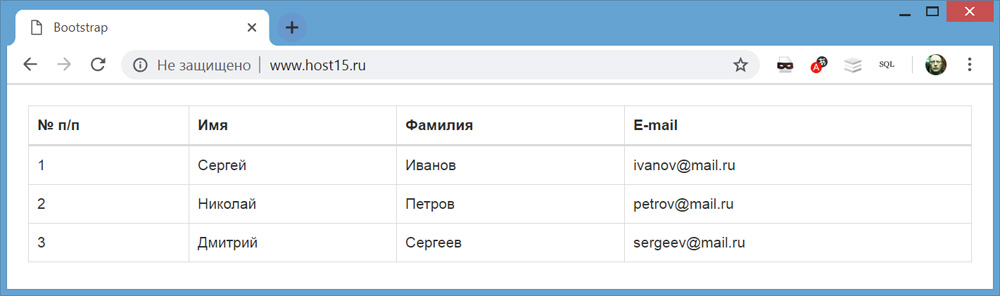 Bootstrap
Не защищено | www.host15.ru
SQL
№ п/п Имя Фамилия E-mail
1 Сергей Иванов ivanov@mail.ru
2 Николай Петров petrov@mail.ru
3 Дмитрий Сергеев sergeev@mail.ru